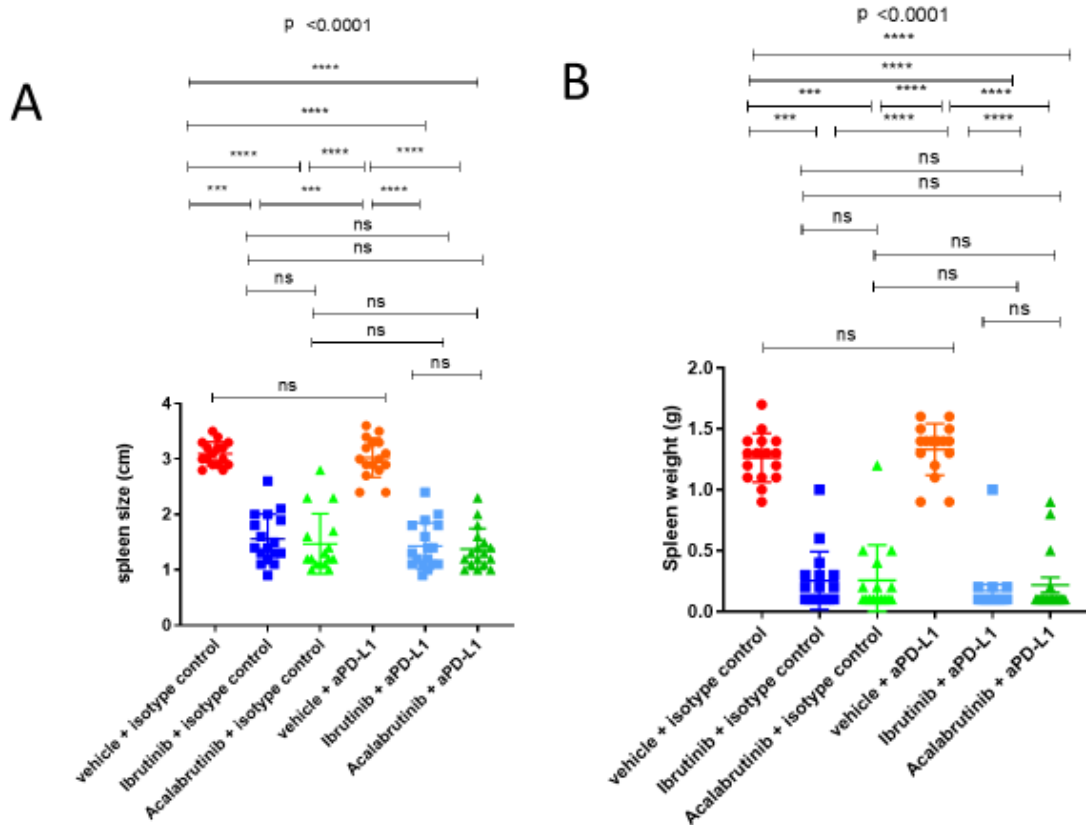 A
p <0.0001
****
****
**** **** ****
*** *** ****
ns
ns
ns
ns
ns
ns
ns
spleen size (cm)
4
3
2
1
0
vehicle + isotype control
Ibrutinib + isotype control
Acalabrutinib + isotype control
vehicle + aPD-L1
Ibrutinib + aPD-L1
Acalabrutinib + aPD-L1
B
p <0.0001
****
****
*** **** ****
*** **** ****
ns
ns
ns
ns
ns
ns
ns
Spleen weight (g)
2.0
1.5
1.0
0.5
0.0
vehicle + isotype control
Ibrutinib + isotype control
Acalabrutinib + isotype control
vehicle + aPD-L1
Ibrutinib + aPD-L1
Acalabrutinib + aPD-L1